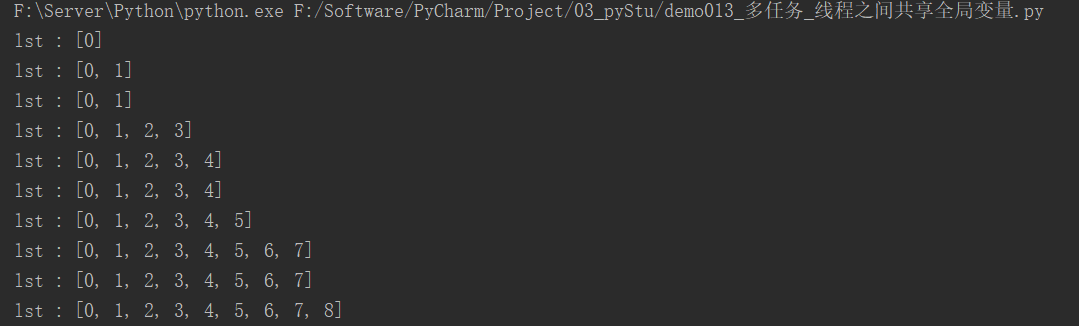 F:\Server\Python\python.exe F:/Software/PyCharm/Project/03_pyStu/demo013_多任务_线程之间共享全局变量.py
lst : [0]
lst : [0, 1]
lst : [0, 1]
lst : [0, 1, 2, 3]
lst : [0, 1, 2, 3, 4]
lst : [0, 1, 2, 3, 4]
lst : [0, 1, 2, 3, 4, 5]
lst : [0, 1, 2, 3, 4, 5, 6, 7]
lst : [0, 1, 2, 3, 4, 5, 6, 7]
lst : [0, 1, 2, 3, 4, 5, 6, 7, 8]